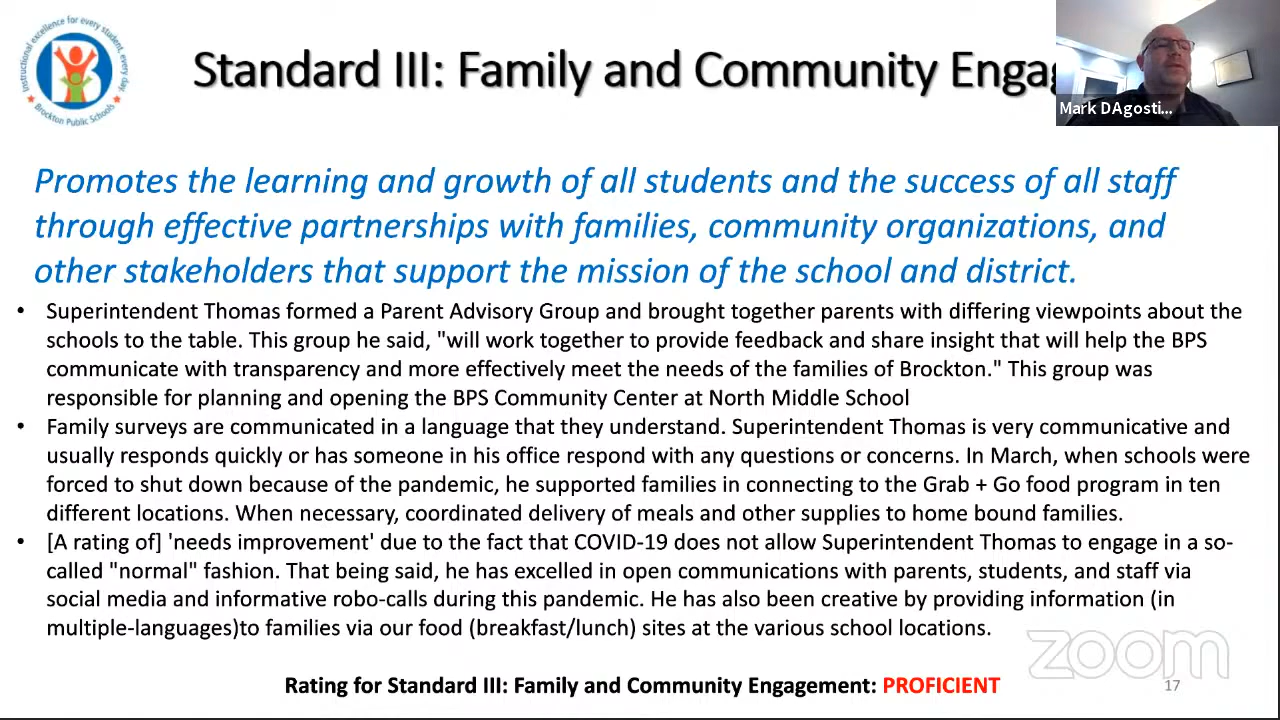 Instructional excellence for every student, every day.
Brockton Public Schools
Standard III: Family and Community Engag
Mark DAgosti...
Promotes the learning and growth of all students and the success of all staff
through effective partnerships with families, community organizations, and
other stakeholders that support the mission of the school and district.
• Superintendent Thomas formed a Parent Advisory Group and brought together parents with differing viewpoints about the
schools to the table. This group he said, "will work together to provide feedback and share insight that will help the BPS
communicate with transparency and more effectively meet the needs of the families of Brockton." This group was
responsible for planning and opening the BPS Community Center at North Middle School
• Family surveys are communicated in a language that they understand. Superintendent Thomas is very communicative and
usually responds quickly or has someone in his office respond with any questions or concerns. In March, when schools were
forced to shut down because of the pandemic, he supported families in connecting to the Grab + Go food program in ten
different locations. When necessary, coordinated delivery of meals and other supplies to home bound families.
• [A rating of] 'needs improvement' due to the fact that COVID-19 does not allow Superintendent Thomas to engage in a so-
called "normal" fashion. That being said, he has excelled in open communications with parents, students, and staff via
social media and informative robo-calls during this pandemic. He has also been creative by providing information (in
multiple-languages)to families via our food (breakfast/lunch) sites at the various school locations.
zoom
Rating for Standard III: Family and Community Engagement: PROFICIENT
17